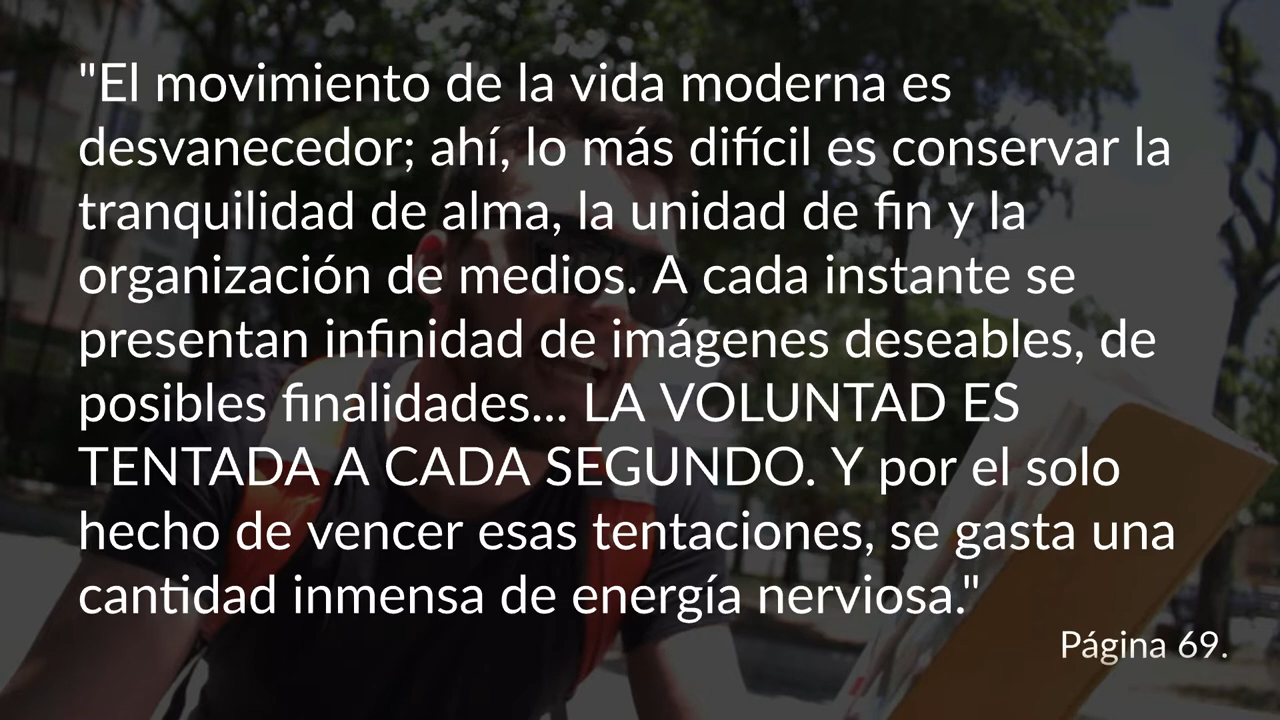 "El movimiento de la vida moderna es
desvanecedor; ahí, lo más difícil es conservar la
tranquilidad de alma, la unidad de fin y la
organización de medios. A cada instante se
presentan infinidad de imágenes deseables, de
posibles finalidades... LA VOLUNTAD ES
TENTADA A CADA SEGUNDO. Y por el solo
hecho de vencer esas tentaciones, se gasta una
cantidad inmensa de energía nerviosa."
Página 69.